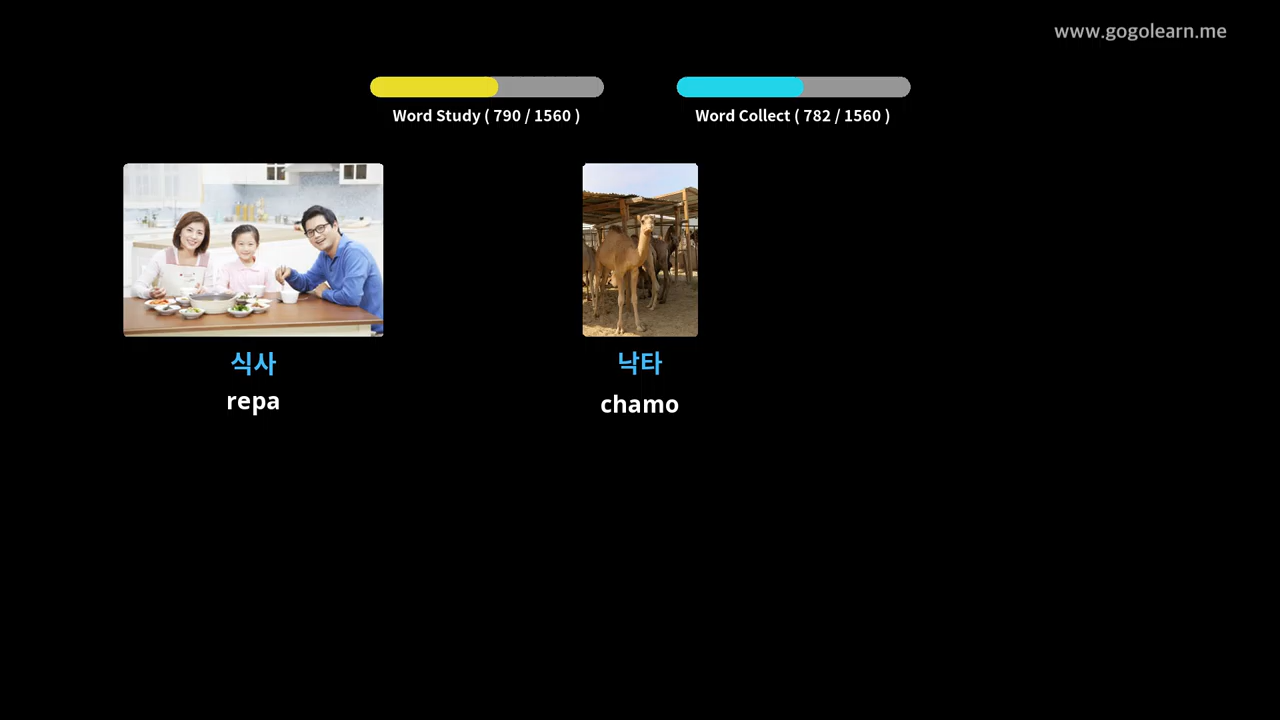 www.gogolearn.me
Word Study ( 790 / 1560 )
Word Collect ( 782 / 1560 )
식사
repa
낙타
chamo